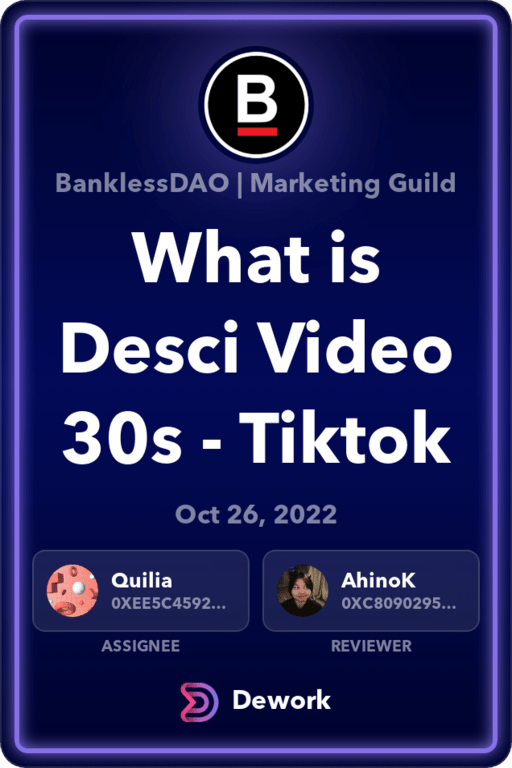 B
BanklessDAO | Marketing Guild
What is
Desci Video
30s - Tiktok
Oct 26, 2022
Quilia
0XEE5C4592...
ASSIGNEE
AhinoK
0XC8090295...
REVIEWER
Dework